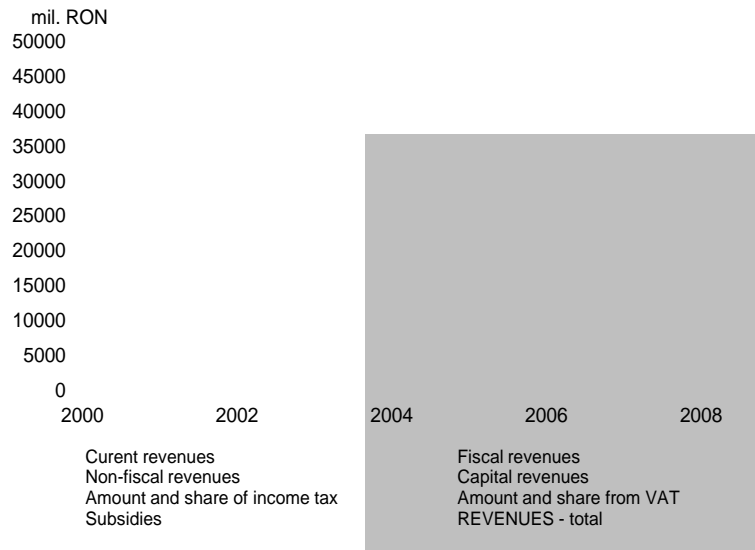 mil. RON
50000
45000
40000
35000
30000
25000
20000
15000
10000
5000
0
2000 2002 2004 2006 2008
Curent revenues Fiscal revenues
Non-fiscal revenues Capital revenues
Amount and share of income tax Amount and share from VAT
Subsidies REVENUES - total